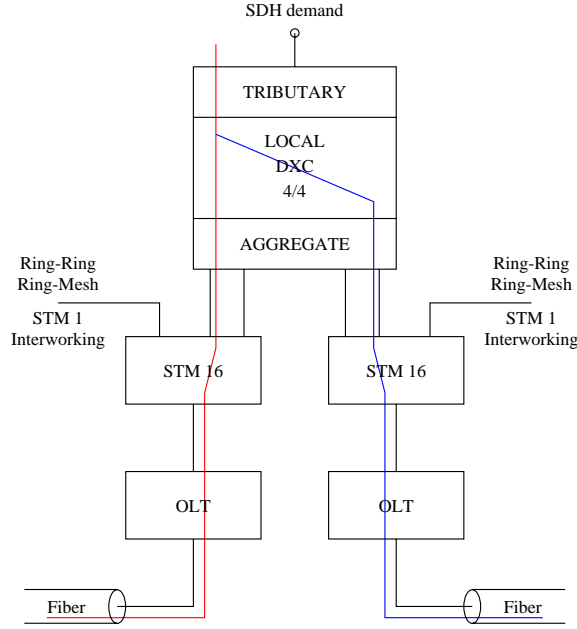 SDH demand
TRIBUTARY
LOCAL
DXC
4/4
AGGREGATE
Ring-Ring
Ring-Mesh
STM 1
Interworking
Ring-Ring
Ring-Mesh
STM 1
Interworking
STM 16
STM 16
OLT
OLT
Fiber
Fiber